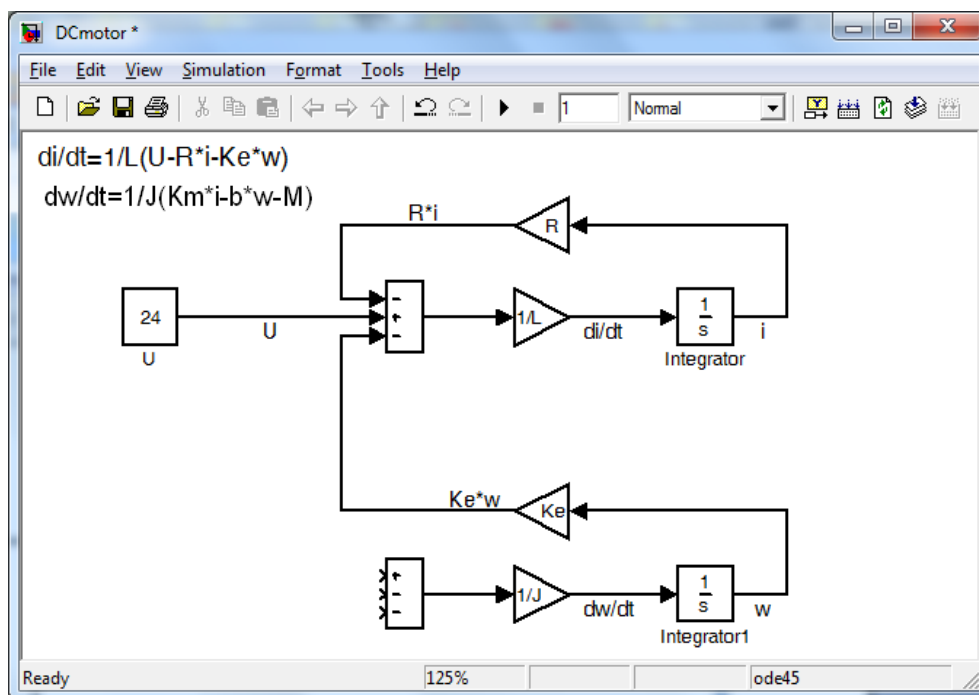 DCmotor *
File Edit View Simulation Format Tools Help
1 Normal
di/dt=1/L(U-R*i-Ke*w)
dw/dt=1/J(Km*i-b*w-M)
R*i
R
-
+
-
24
U
U
1/L
di/dt
1
s
i
Integrator
Ke*w
Ke
+
-
-
1/J
dw/dt
1
s
w
Integrator1
Ready 125% ode45